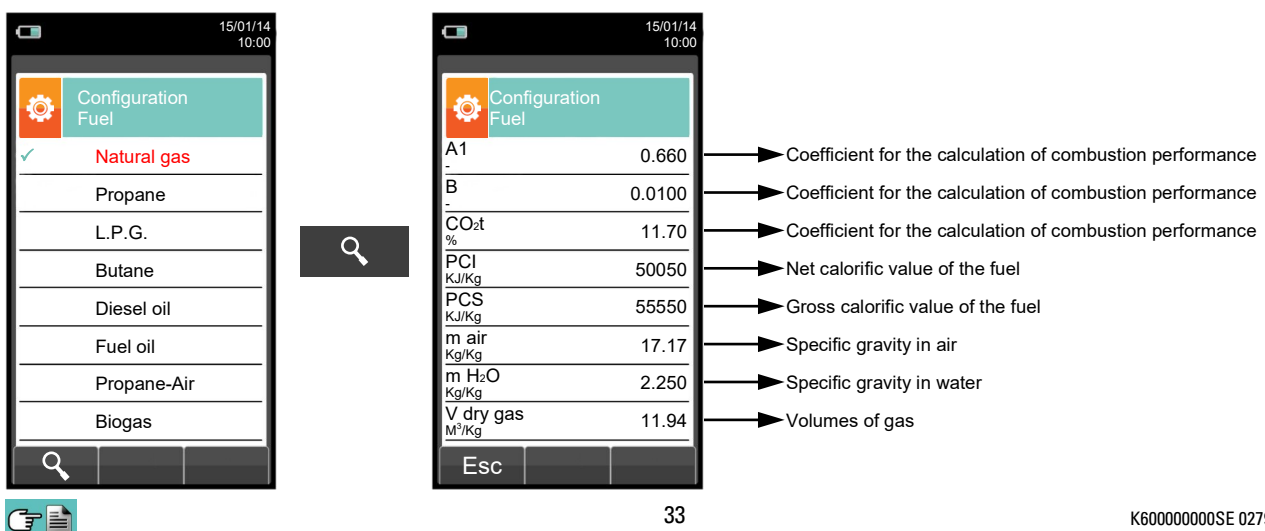 15/01/14
10:00
Configuration
Fuel
✓ Natural gas
Propane
L.P.G.
Butane
Diesel oil
Fuel oil
Propane-Air
Biogas
15/01/14
10:00
Configuration
Fuel
A1
-
0.660
Coefficient for the calculation of combustion performance
B
-
0.0100
Coefficient for the calculation of combustion performance
CO₂t
%
11.70
Coefficient for the calculation of combustion performance
PCI
KJ/Kg
50050
Net calorific value of the fuel
PCS
KJ/Kg
55550
Gross calorific value of the fuel
m air
Kg/Kg
17.17
Specific gravity in air
m H₂O
Kg/Kg
2.250
Specific gravity in water
V dry gas
M³/Kg
11.94
Volumes of gas
Esc
33
K600000000SE 027